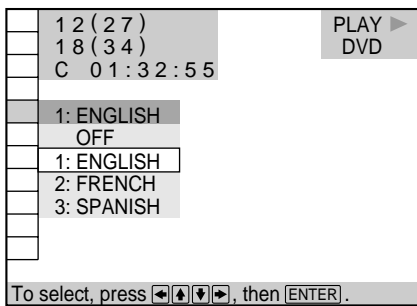 12(27)
18(34)
C 01:32:55
PLAY ▶
DVD
1: ENGLISH
OFF
1: ENGLISH
2: FRENCH
3: SPANISH
To select, press ←↑↓→, then ENTER.